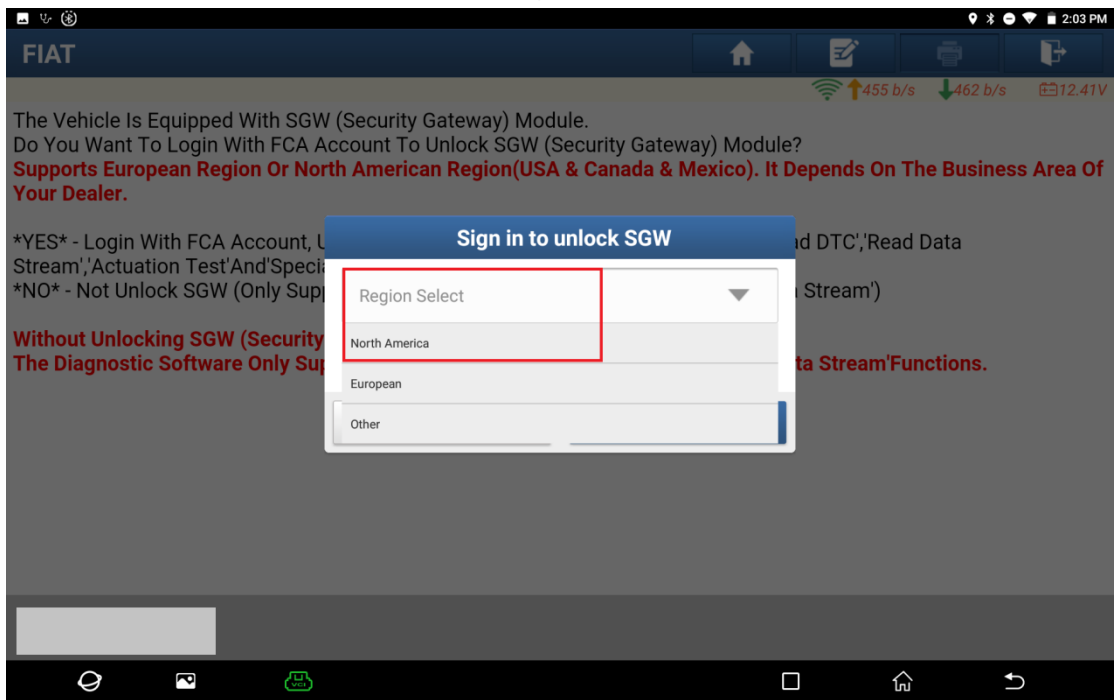 2:03 PM
FIAT
455 b/s 462 b/s 12.41V
The Vehicle Is Equipped With SGW (Security Gateway) Module.
Do You Want To Login With FCA Account To Unlock SGW (Security Gateway) Module?
Supports European Region Or North American Region(USA & Canada & Mexico). It Depends On The Business Area Of
Your Dealer.
*YES* - Login With FCA Account, d DTC','Read Data
Stream','Actuation Test'And'Speci
*NO* - Not Unlock SGW (Only Sup Stream')
Without Unlocking SGW (Security
The Diagnostic Software Only Su ta Stream'Functions.
Sign in to unlock SGW
Region Select
North America
European
Other
VCI